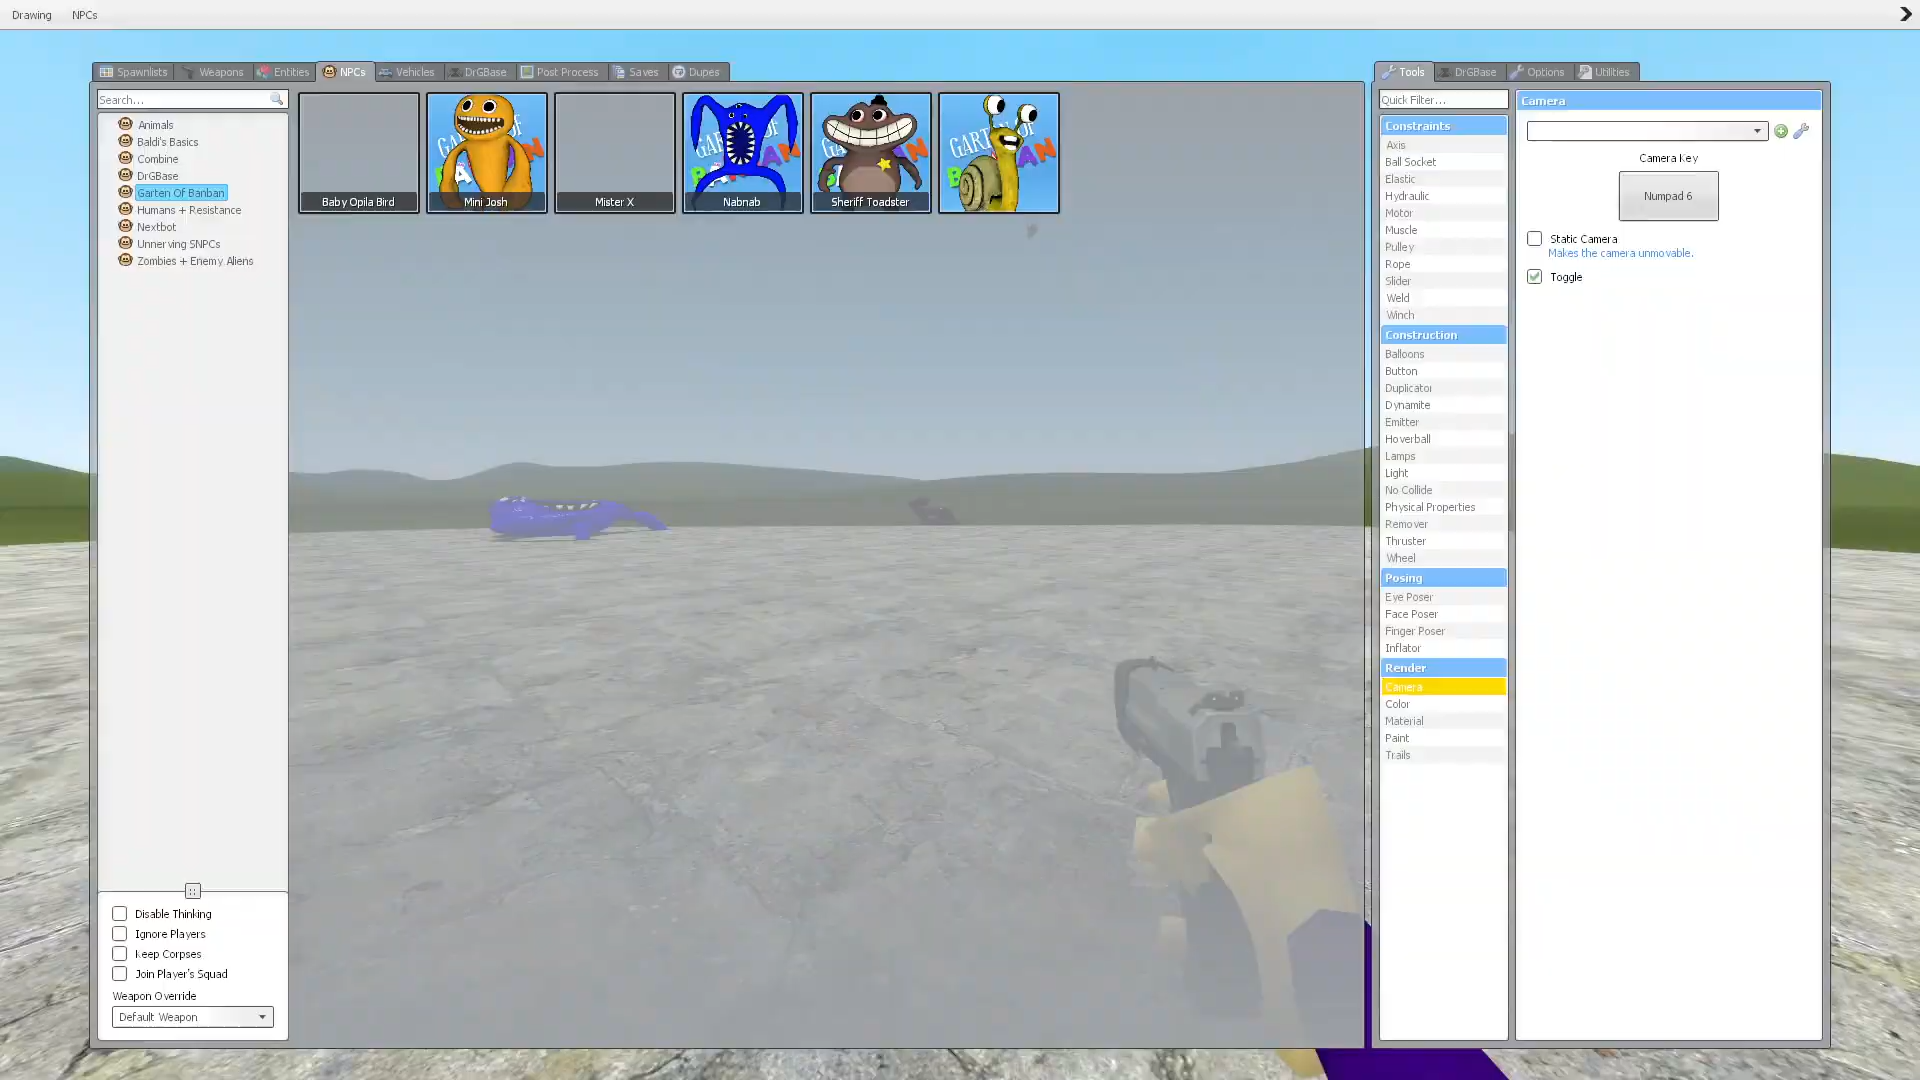 Drawing NPCs
Spawnlists Weapons Entities NPCs Vehicles DrGBase Post Process Saves Dupes
Search...
Animals
Baldi's Basics
Combine
DrGBase
Garten Of Banban
Humans + Resistance
Nextbot
Unnerving SNPCs
Zombies + Enemy Aliens
Disable Thinking
Ignore Players
Keep Corpses
Join Player's Squad
Weapon Override
Default Weapon
Baby Opila Bird
Mini Josh
Mister X
Nabnab
Sheriff Toadster
Tools DrGBase Options Utilities
Quick Filter...
Constraints
Axis
Ball Socket
Elastic
Hydraulic
Motor
Muscle
Pulley
Rope
Slider
Weld
Winch
Construction
Balloons
Button
Duplicator
Dynamite
Emitter
Hoverball
Lamps
Light
No Collide
Physical Properties
Remover
Thruster
Wheel
Posing
Eye Poser
Face Poser
Finger Poser
Inflator
Render
Camera
Color
Material
Paint
Trails
Camera
Camera Key
Numpad 6
Static Camera
Makes the camera unmovable.
Toggle